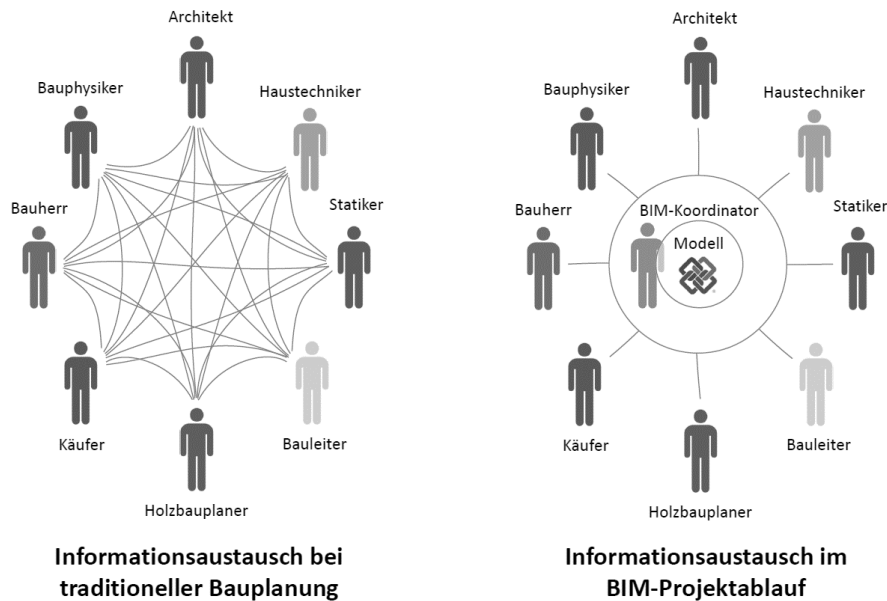 Architekt
Bauphysiker
Haustechniker
Bauherr
Statiker
Käufer
Bauleiter
Holzbauplaner
Informationsaustausch bei
traditioneller Bauplanung
Architekt
Bauphysiker
Haustechniker
Bauherr
BIM-Koordinator
Statiker
Modell
Käufer
Bauleiter
Holzbauplaner
Informationsaustausch im
BIM-Projektablauf